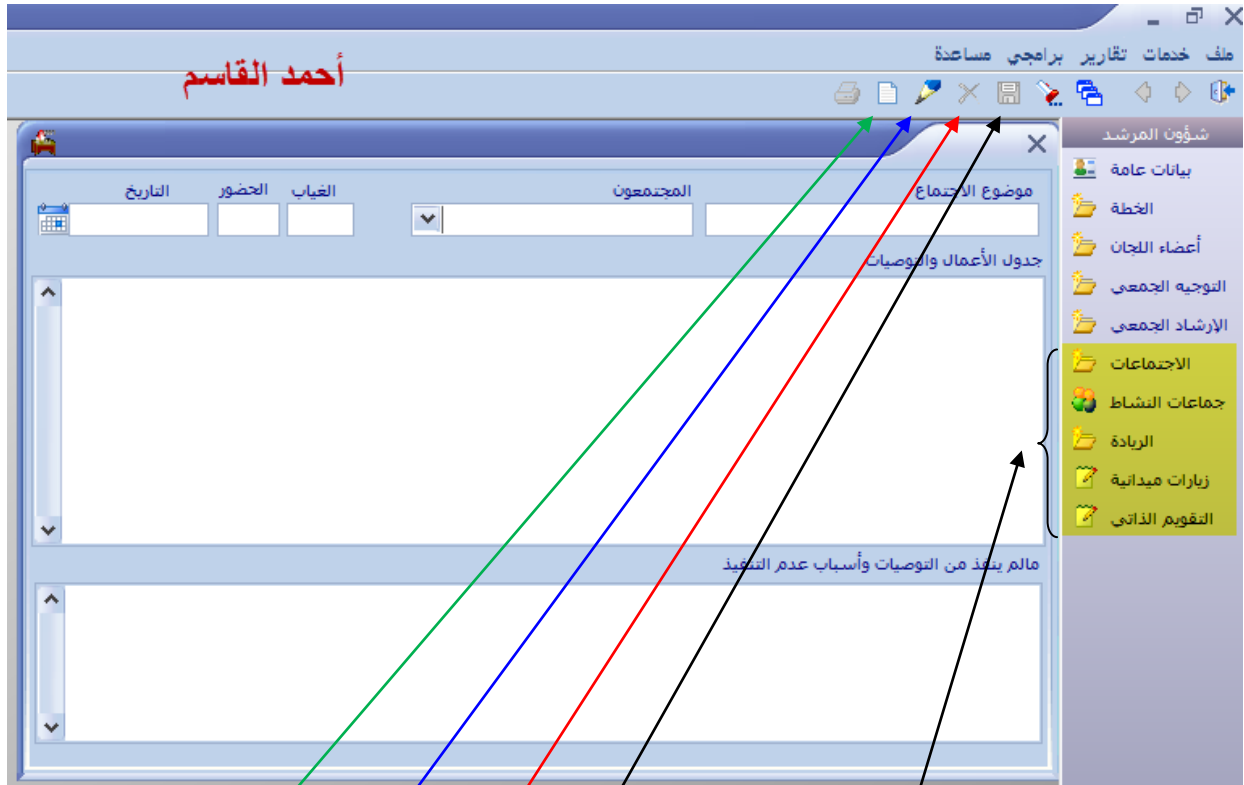 ملف خدمات تقارير برامجي مساعدة
أحمد القاسم
شؤون المرشد
بيانات عامة
الخطة
أعضاء اللجان
التوجيه الجمعي
الإرشاد الجمعي
الاجتماعات
جماعات النشاط
الريادة
زيارات ميدانية
التقويم الذاتي
موضوع الاجتماع المجتمعون الغياب الحضور التاريخ
جدول الأعمال والتوصيات
مالم ينفذ من التوصيات وأسباب عدم التنفيذ